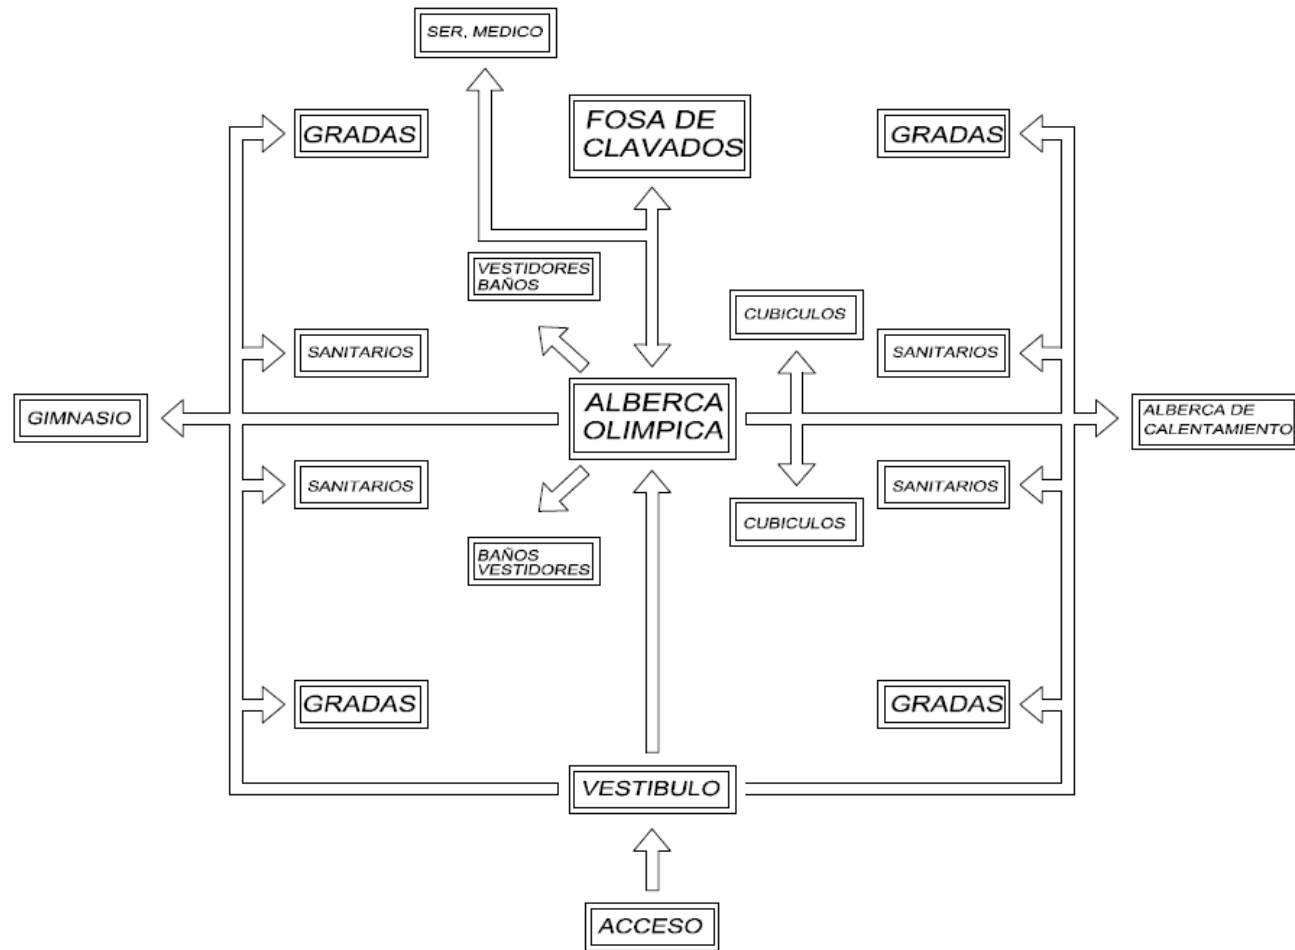 SER, MEDICO
GRADAS
FOSA DE
CLAVADOS
GRADAS
VESTIDORES
BAÑOS
CUBICULOS
SANITARIOS
SANITARIOS
GIMNASIO
ALBERCA
OLIMPICA
ALBERCA DE
CALENTAMIENTO
SANITARIOS
SANITARIOS
CUBICULOS
BAÑOS
VESTIDORES
GRADAS
GRADAS
VESTIBULO
ACCESO